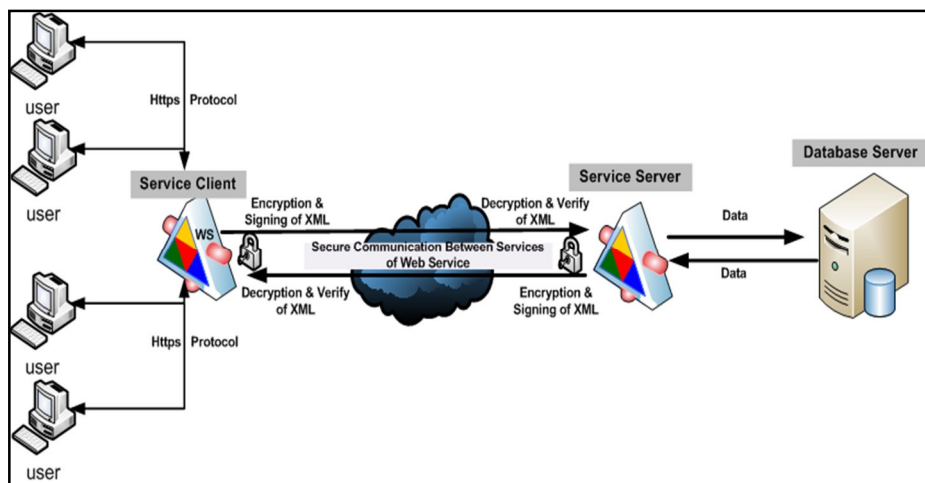 user
Https Protocol
user
Service Client
WS
Encryption &
Signing of XML
Decryption & Verify
of XML
Secure Communication Between Services
of Web Service
Decryption & Verify
of XML
Encryption &
Signing of XML
Service Server
Data
Data
Database Server
user
Https Protocol
user